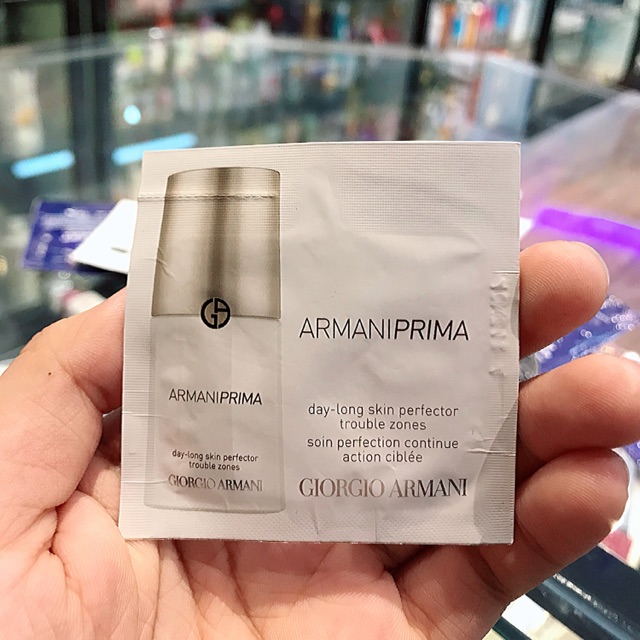 GA
ARMANIPRIMA
day-long skin perfector
trouble zones
GIORGIO ARMANI
ARMANIPRIMA
day-long skin perfector
trouble zones
soin perfection continue
action ciblée
GIORGIO ARMANI